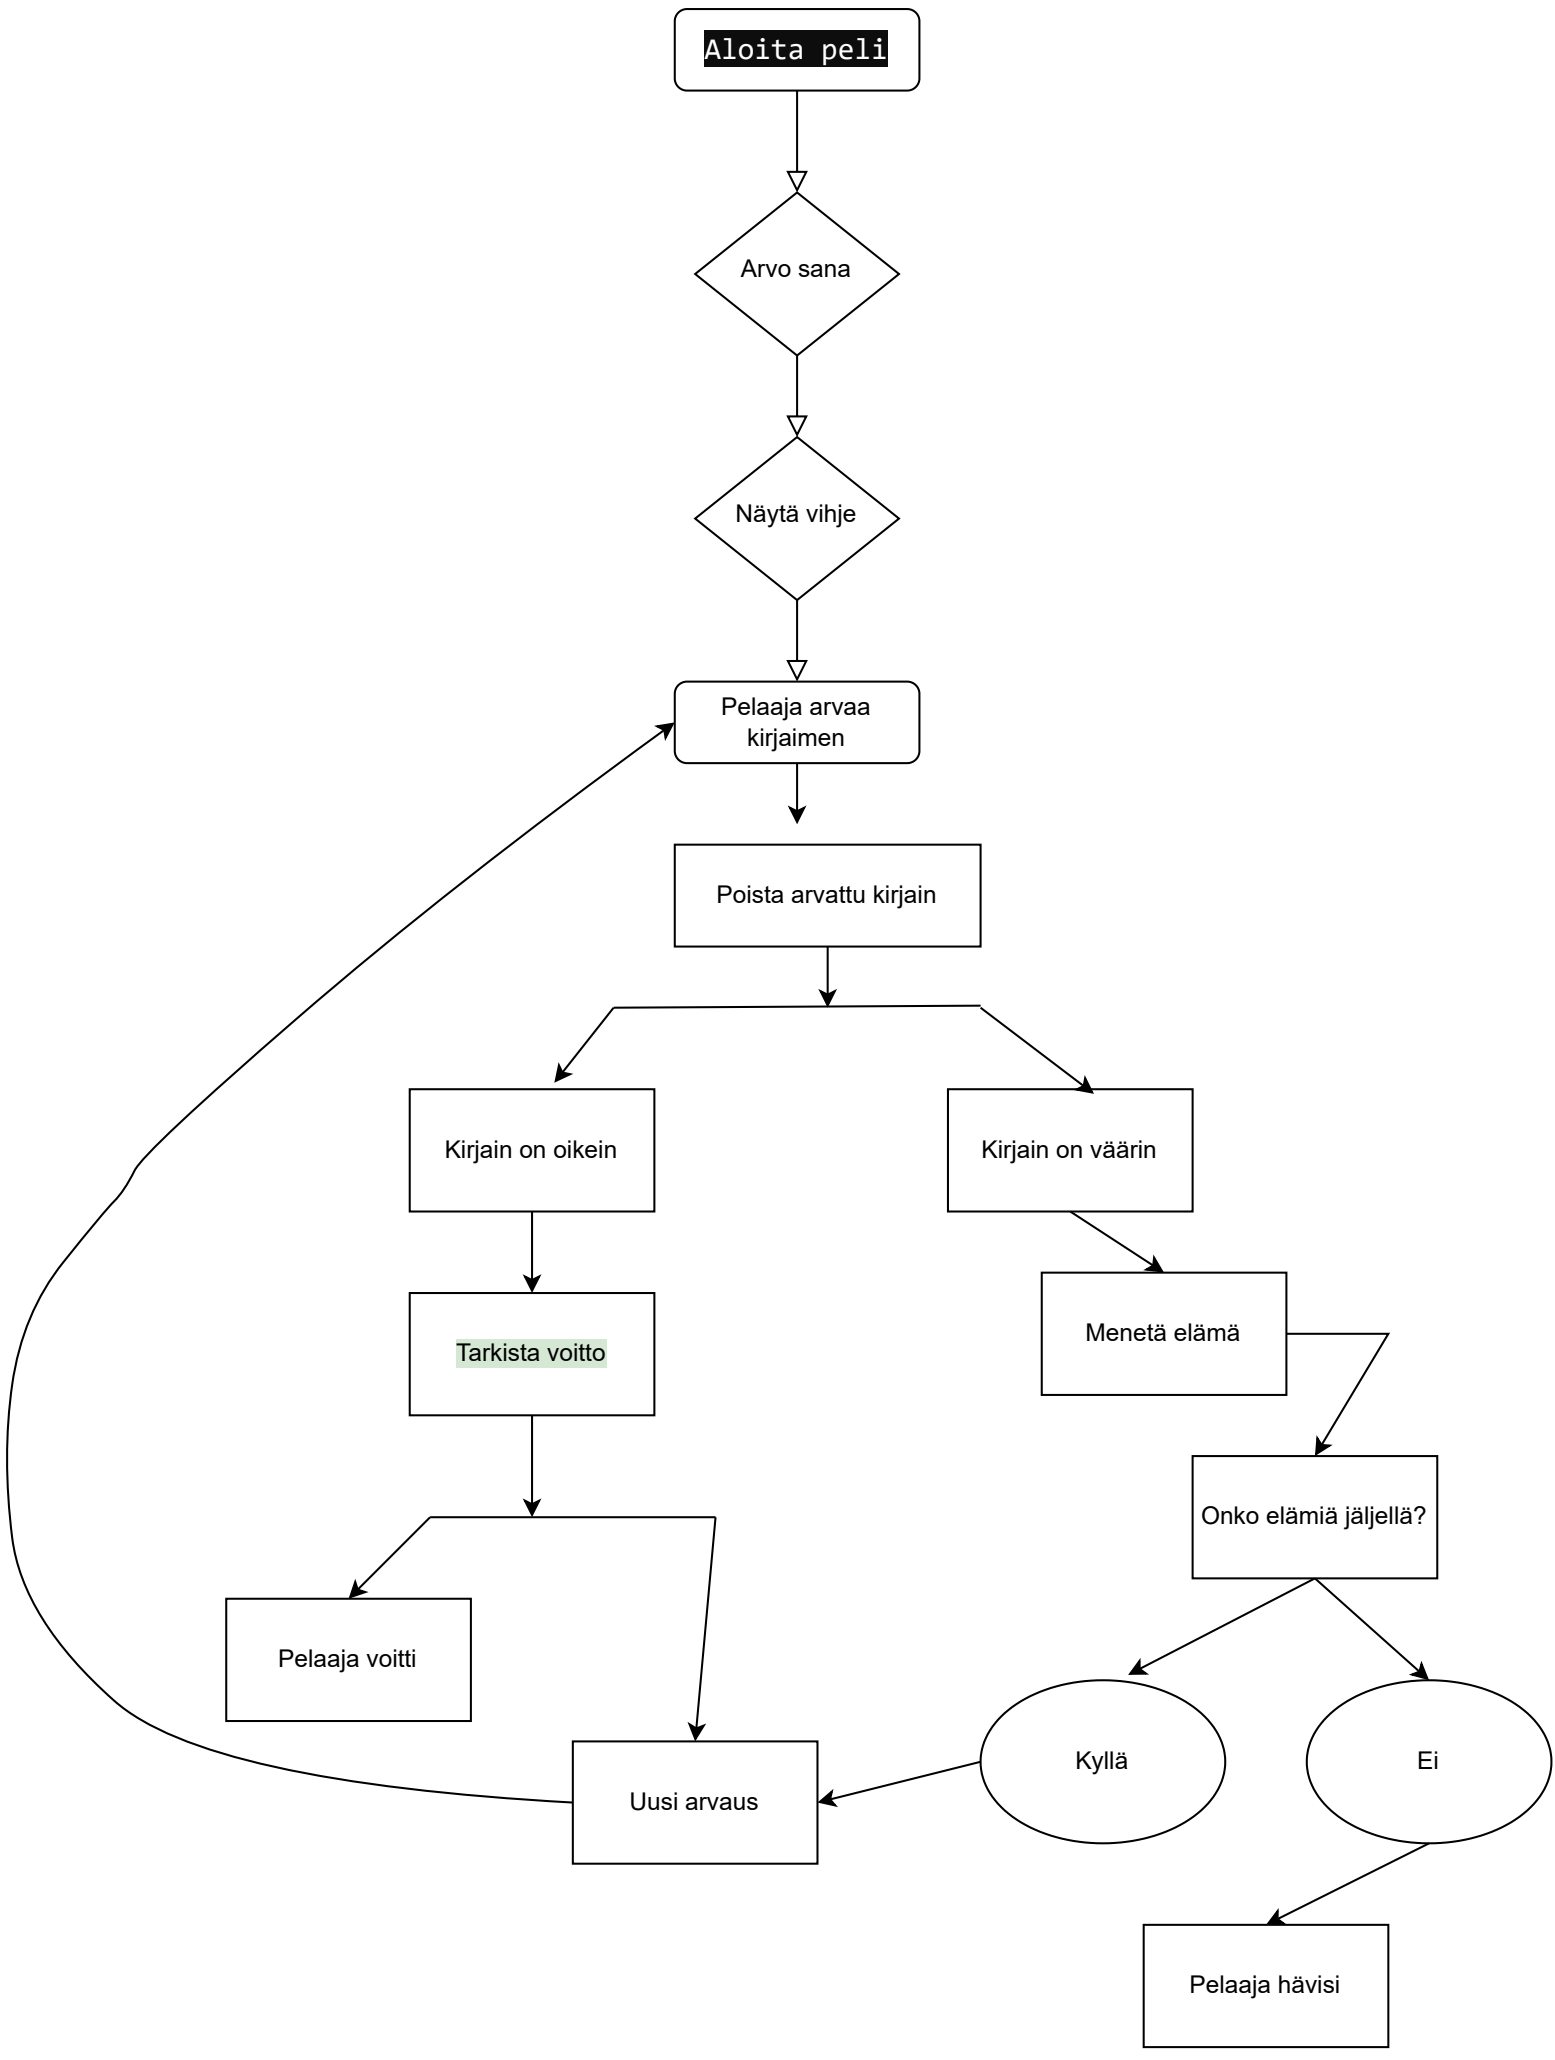 Aloita peli
Arvo sana
Näytä vihje
Pelaaja arvaa
kirjaimen
Poista arvattu kirjain
Kirjain on oikein
Kirjain on väärin
Menetä elämä
Tarkista voitto
Onko elämiä jäljellä?
Pelaaja voitti
Uusi arvaus
Kyllä
Ei
Pelaaja hävisi